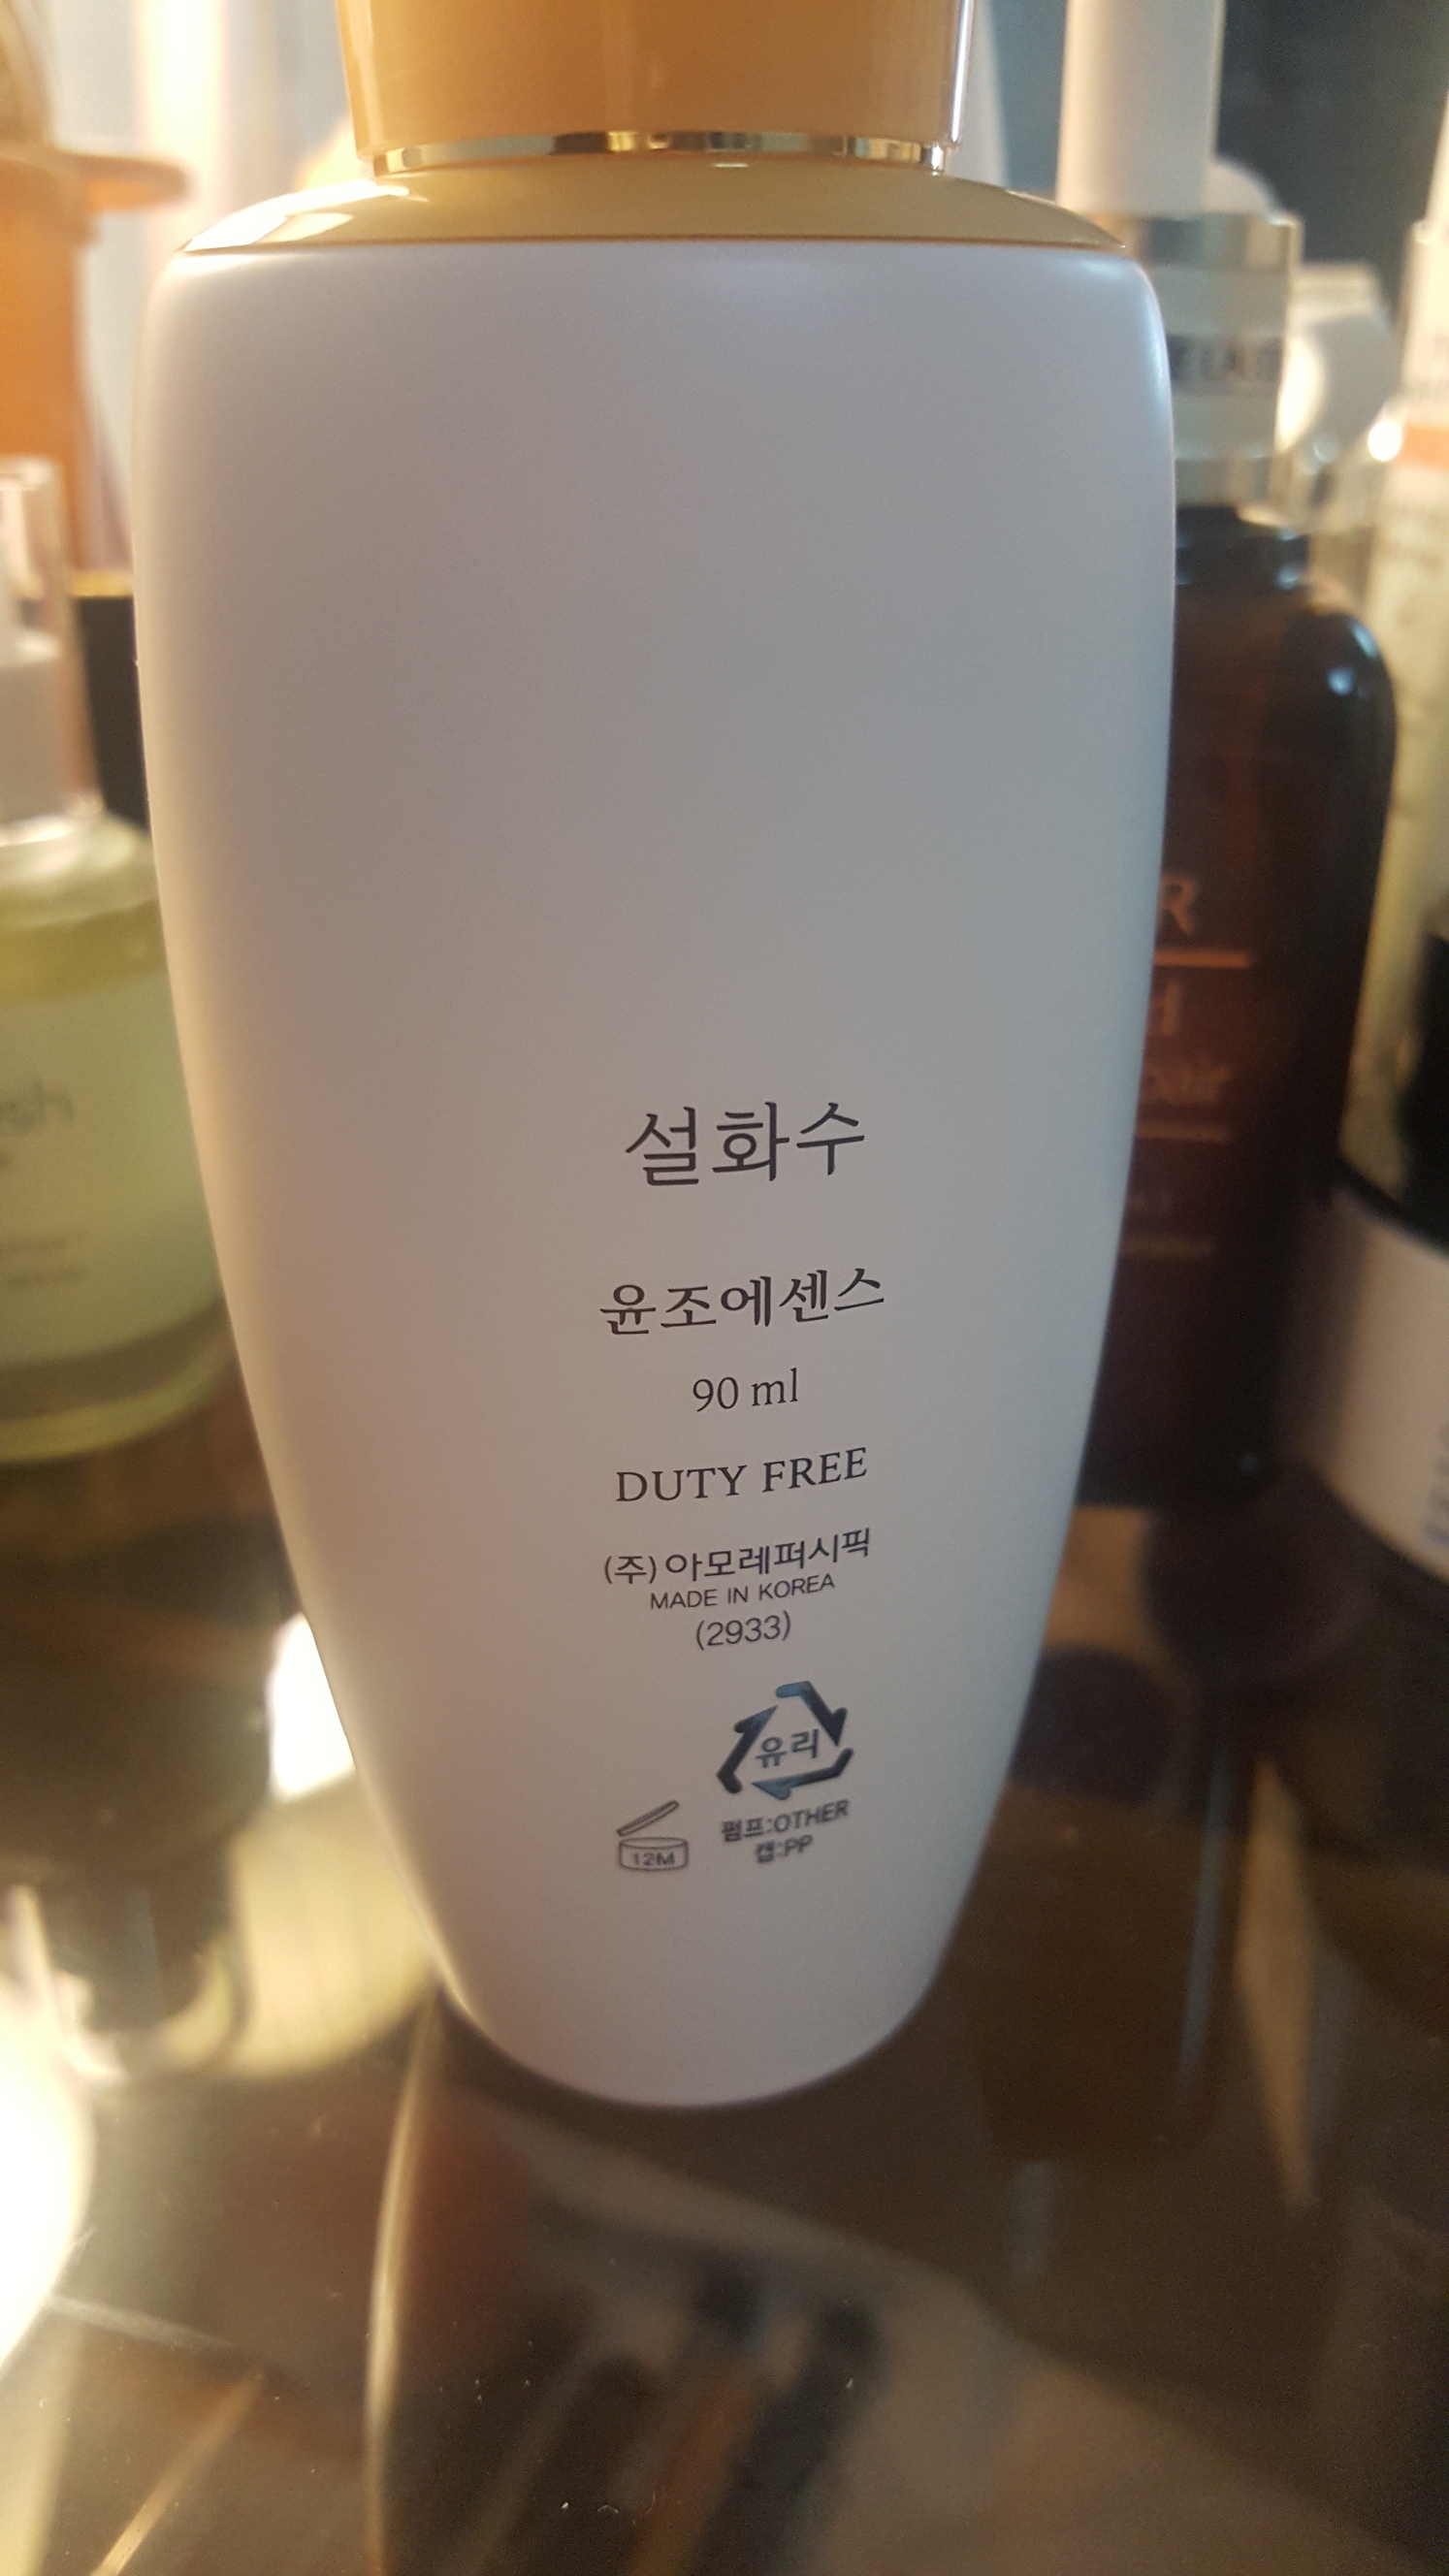 설화수
윤조에센스
90 ml
DUTY FREE
(주)아모레퍼시픽
MADE IN KOREA
(2933)
유리
펌프:OTHER
캡:PP
12M